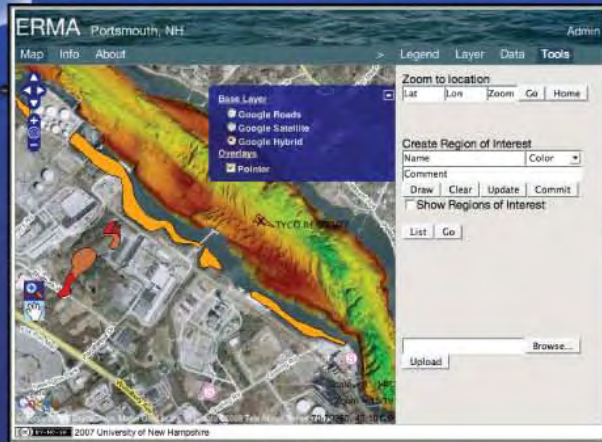 ERMA Portsmouth, NH
Admin
Map Info About > Legend Layer Data Tools
Base Layer
Google Roads
Google Satellite
Google Hybrid
Overlays
Pointer
Zoom to location
Lat Lon Zoom Go Home
Create Region of Interest
Name Color
Comment
Draw Clear Update Commit
Show Regions of Interest
List Go
Browse...
Upload
2007 University of New Hampshire